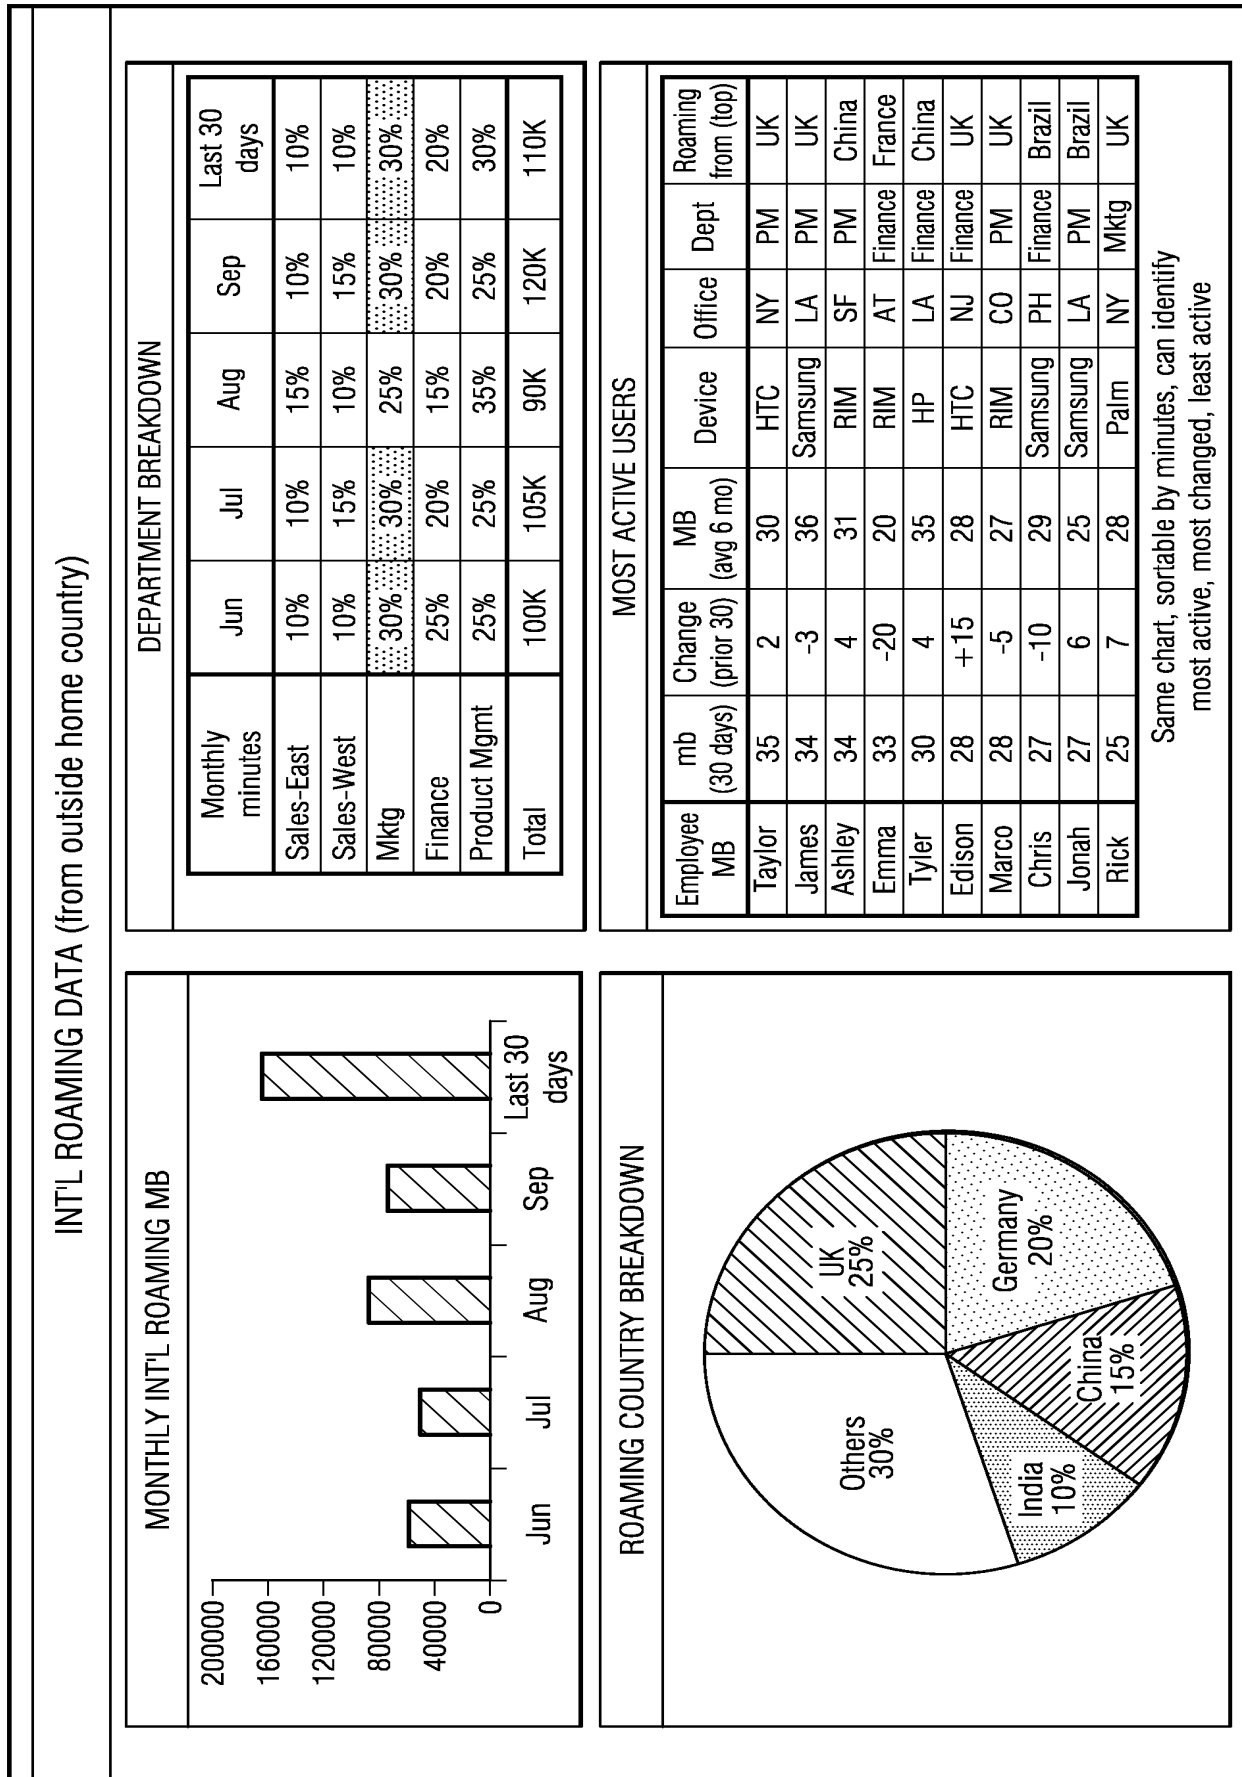 INT'L ROAMING DATA (from outside home country)
MONTHLY INT'L ROAMING MB
200000
160000
120000
80000
40000
0
Jun Jul Aug Sep Last 30
days
DEPARTMENT BREAKDOWN
Monthly
minutes Jun Jul Aug Sep Last 30
days
Sales-East 10% 10% 15% 10% 10%
Sales-West 10% 15% 10% 15% 10%
Mktg 30% 30% 25% 30% 30%
Finance 25% 20% 15% 20% 20%
Product Mgmt 25% 25% 35% 25% 30%
Total 100K 105K 90K 120K 110K
ROAMING COUNTRY BREAKDOWN
UK
25%
Germany
20%
China
15%
India
10%
Others
30%
MOST ACTIVE USERS
Employee
MB mb
(30 days) Change
(prior 30) MB
(avg 6 mo) Device Office Dept Roaming
from (top)
Taylor 35 2 30 HTC NY PM UK
James 34 -3 36 Samsung LA PM UK
Ashley 34 4 31 RIM SF PM China
Emma 33 -20 20 RIM AT Finance France
Tyler 30 4 35 HP LA Finance China
Edison 28 +15 28 HTC NJ Finance UK
Marco 28 -5 27 RIM CO PM UK
Chris 27 -10 29 Samsung PH Finance Brazil
Jonah 27 6 25 Samsung LA PM Brazil
Rick 25 7 28 Palm NY Mktg UK
Same chart, sortable by minutes, can identify
most active, most changed, least active